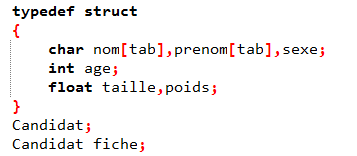 typedef struct
{
char nom[tab],prenom[tab],sexe;
int age;
float taille,poids;
}
Candidat;
Candidat fiche;